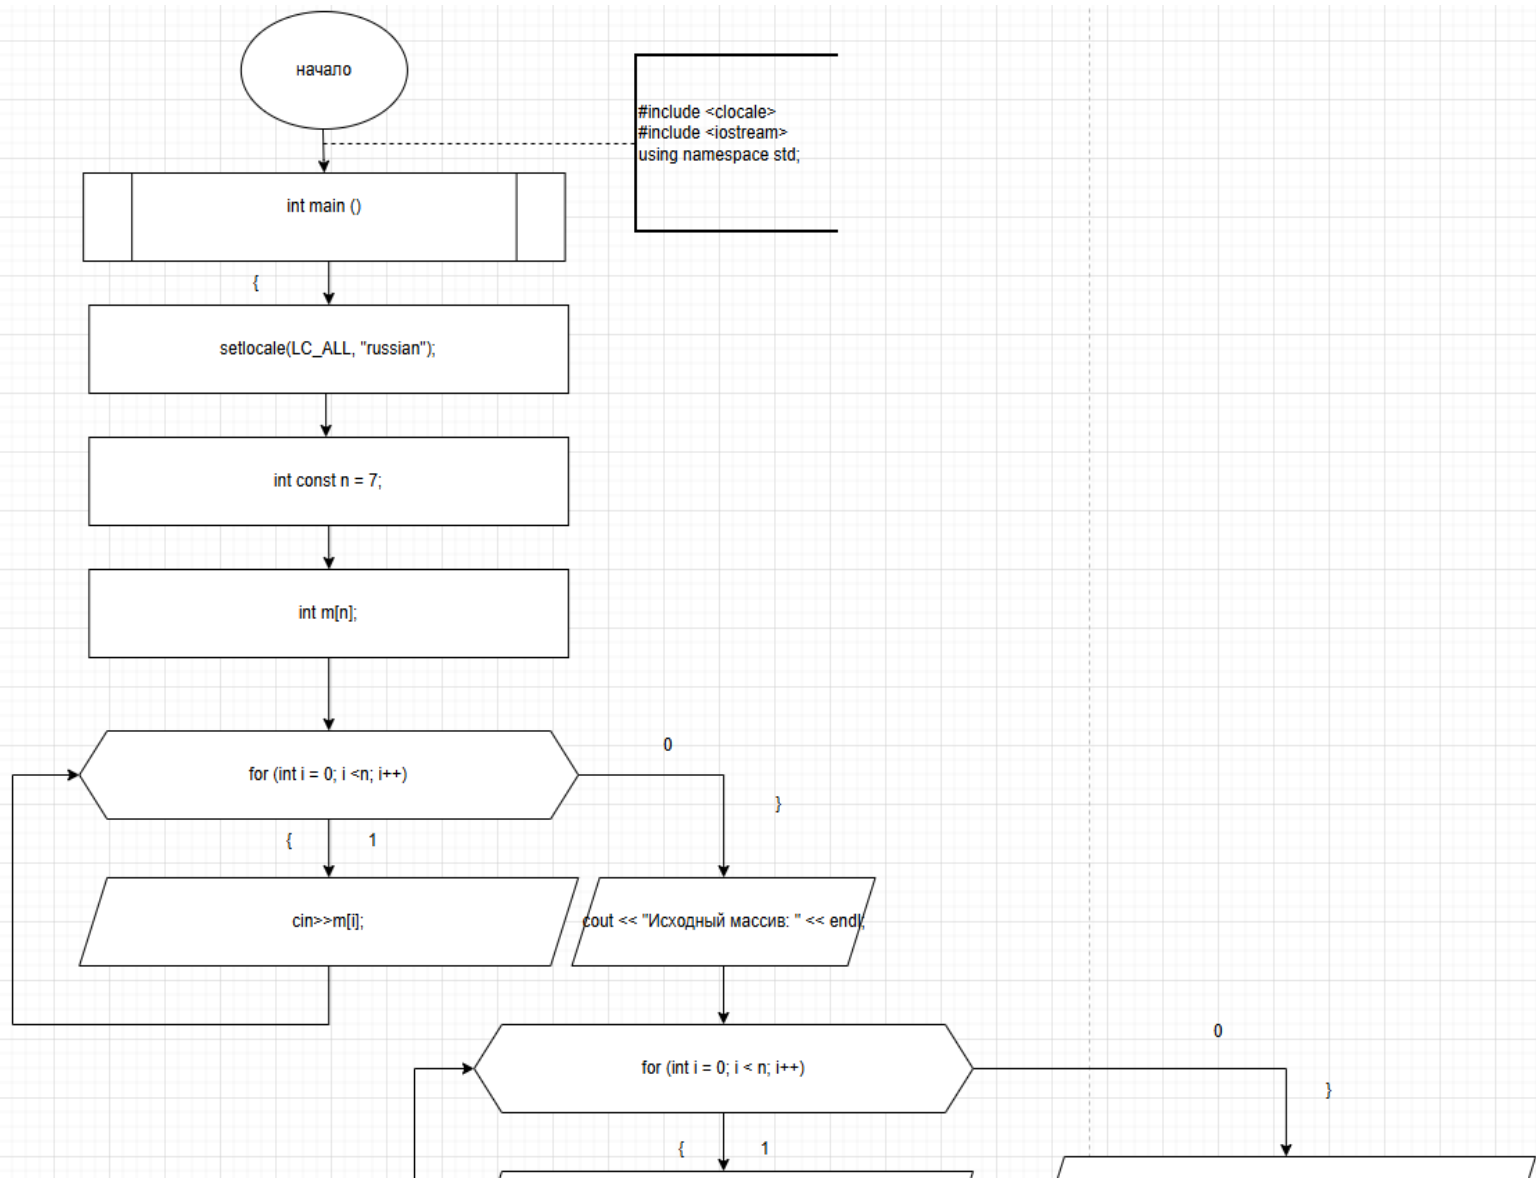 начало
#include <clocale>
#include <iostream>
using namespace std;
int main ()
{
setlocale(LC_ALL, "russian");
int const n = 7;
int m[n];
0
for (int i = 0; i <n; i++)
}
{ 1
cin>>m[i];
cout << "Исходный массив: " << endl;
0
for (int i = 0; i < n; i++)
}
{ 1